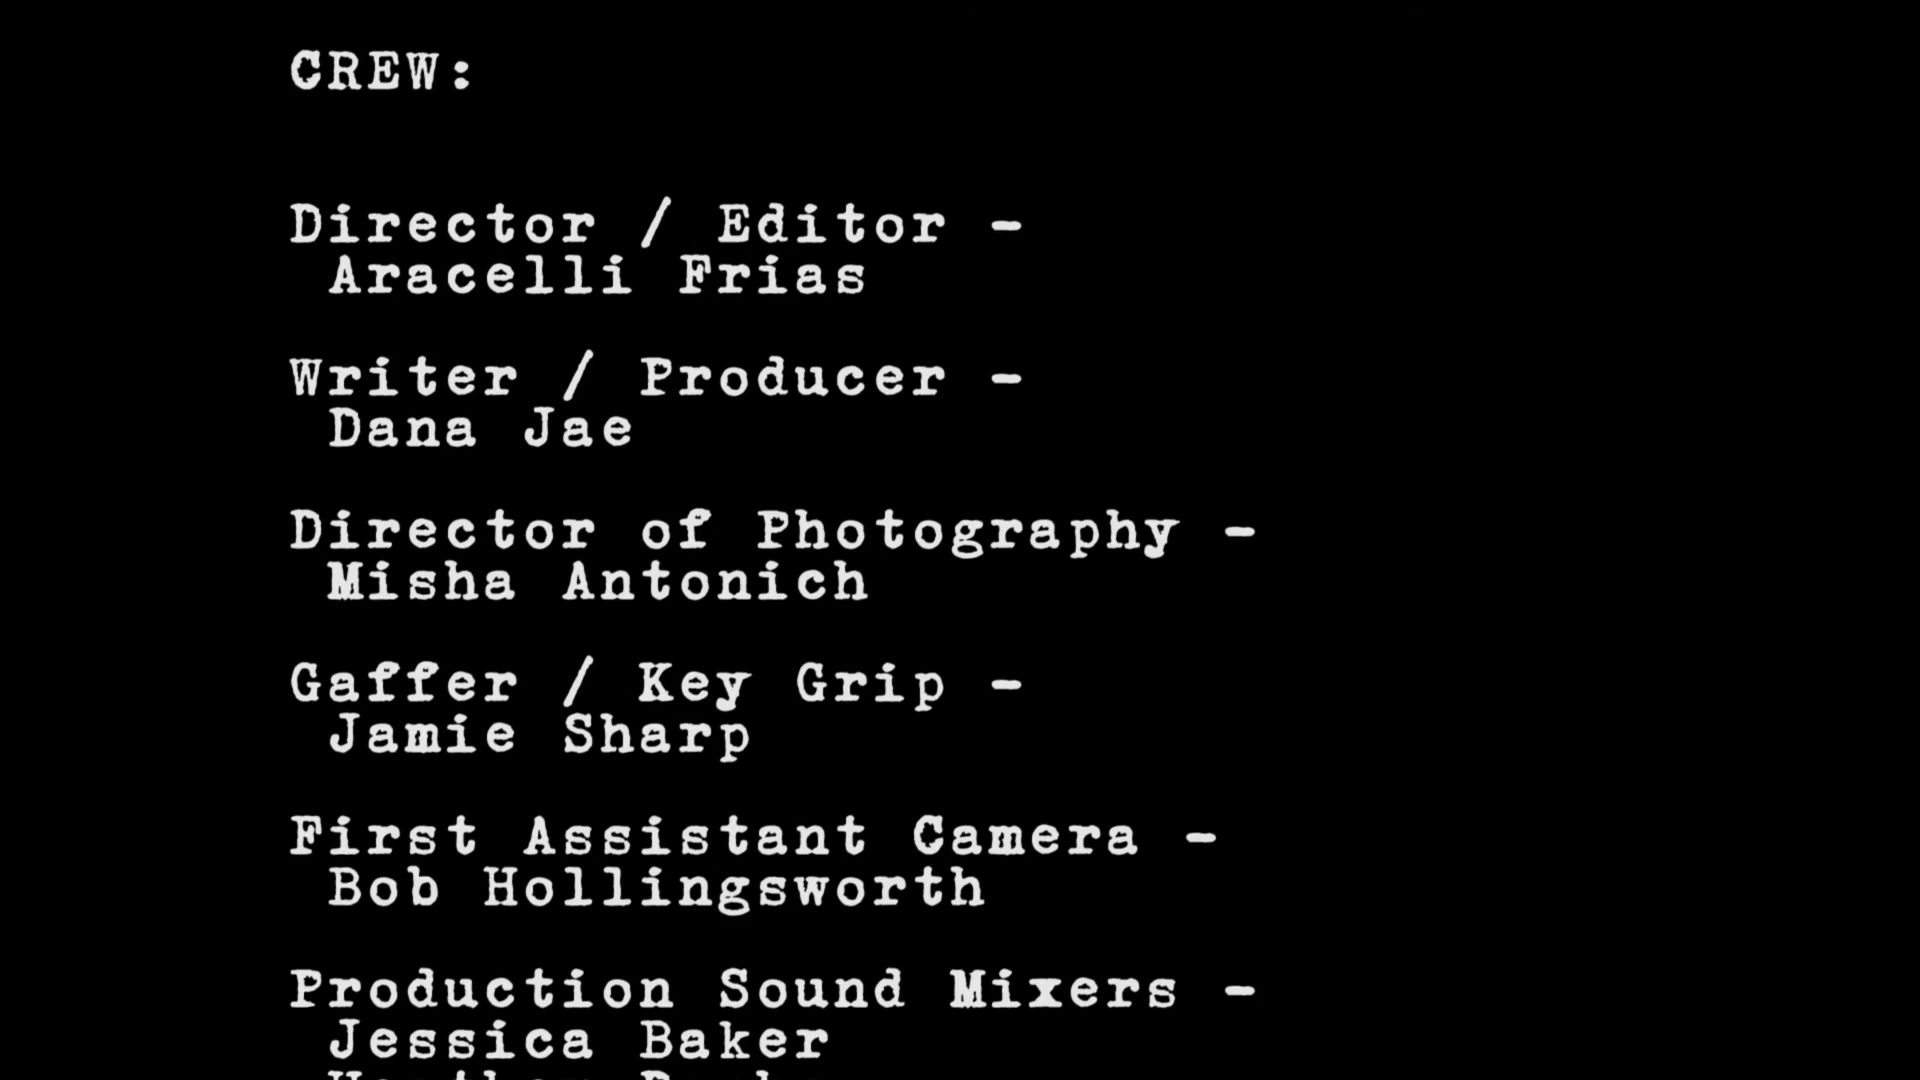 CREW:
Director / Editor -
Aracelli Frias
Writer / Producer -
Dana Jae
Director of Photography -
Misha Antonich
Gaffer / Key Grip -
Jamie Sharp
First Assistant Camera -
Bob Hollingsworth
Production Sound Mixers -
Jessica Baker